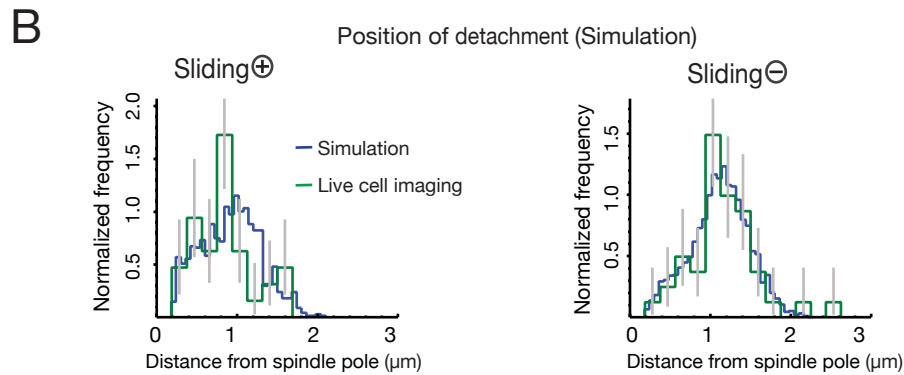 B
Position of detachment (Simulation)
Sliding⊕
Sliding⊖
Normalized frequency
2.0
1.5
1.0
0.5
Simulation
Live cell imaging
0 1 2 3
Distance from spindle pole (µm)
Normalized frequency
1.5
1.0
0.5
0 1 2 3
Distance from spindle pole (µm)